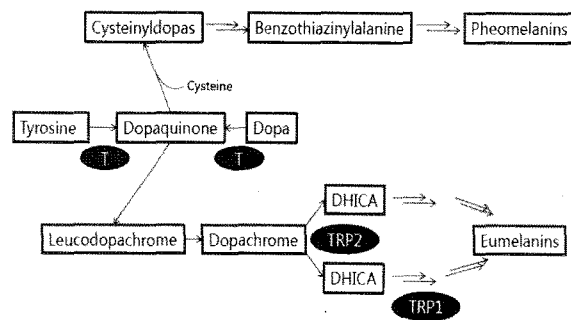 Cysteinyldopas Benzothiazinylalanine Pheomelanins
Cysteine
Tyrosine Dopaquinone Dopa
T T
DHICA
Leucodopachrome Dopachrome TRP2 Eumelanins
DHICA
TRP1